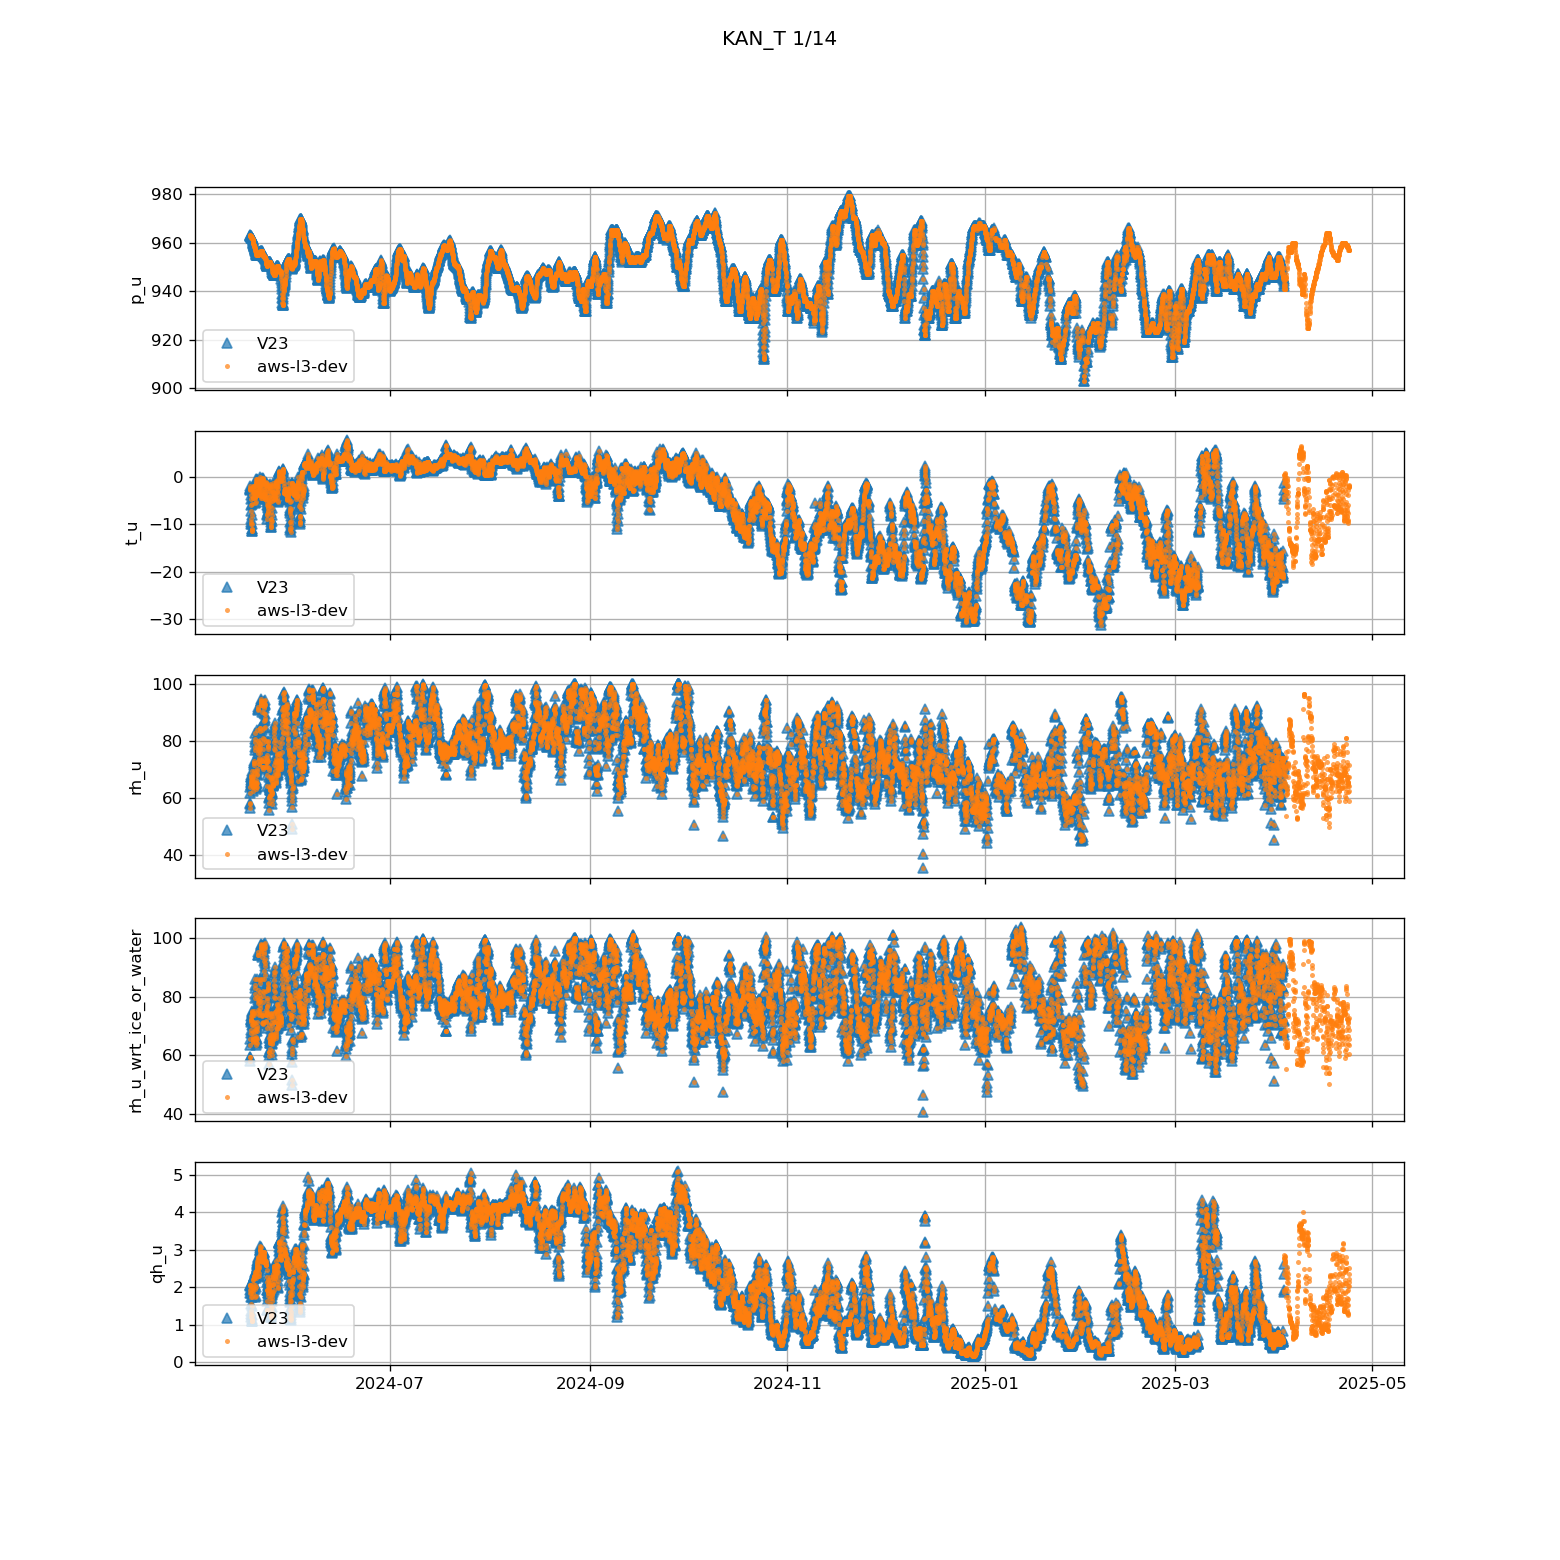 KAN_T 1/14
980
960
940
920
900
p_u
V23
aws-l3-dev
0
−10
−20
−30
t_u
V23
aws-l3-dev
100
80
60
40
rh_u
V23
aws-l3-dev
100
80
60
40
rh_u_wrt_ice_or_water
V23
aws-l3-dev
5
4
3
2
1
0
qh_u
V23
aws-l3-dev
2024-07 2024-09 2024-11 2025-01 2025-03 2025-05